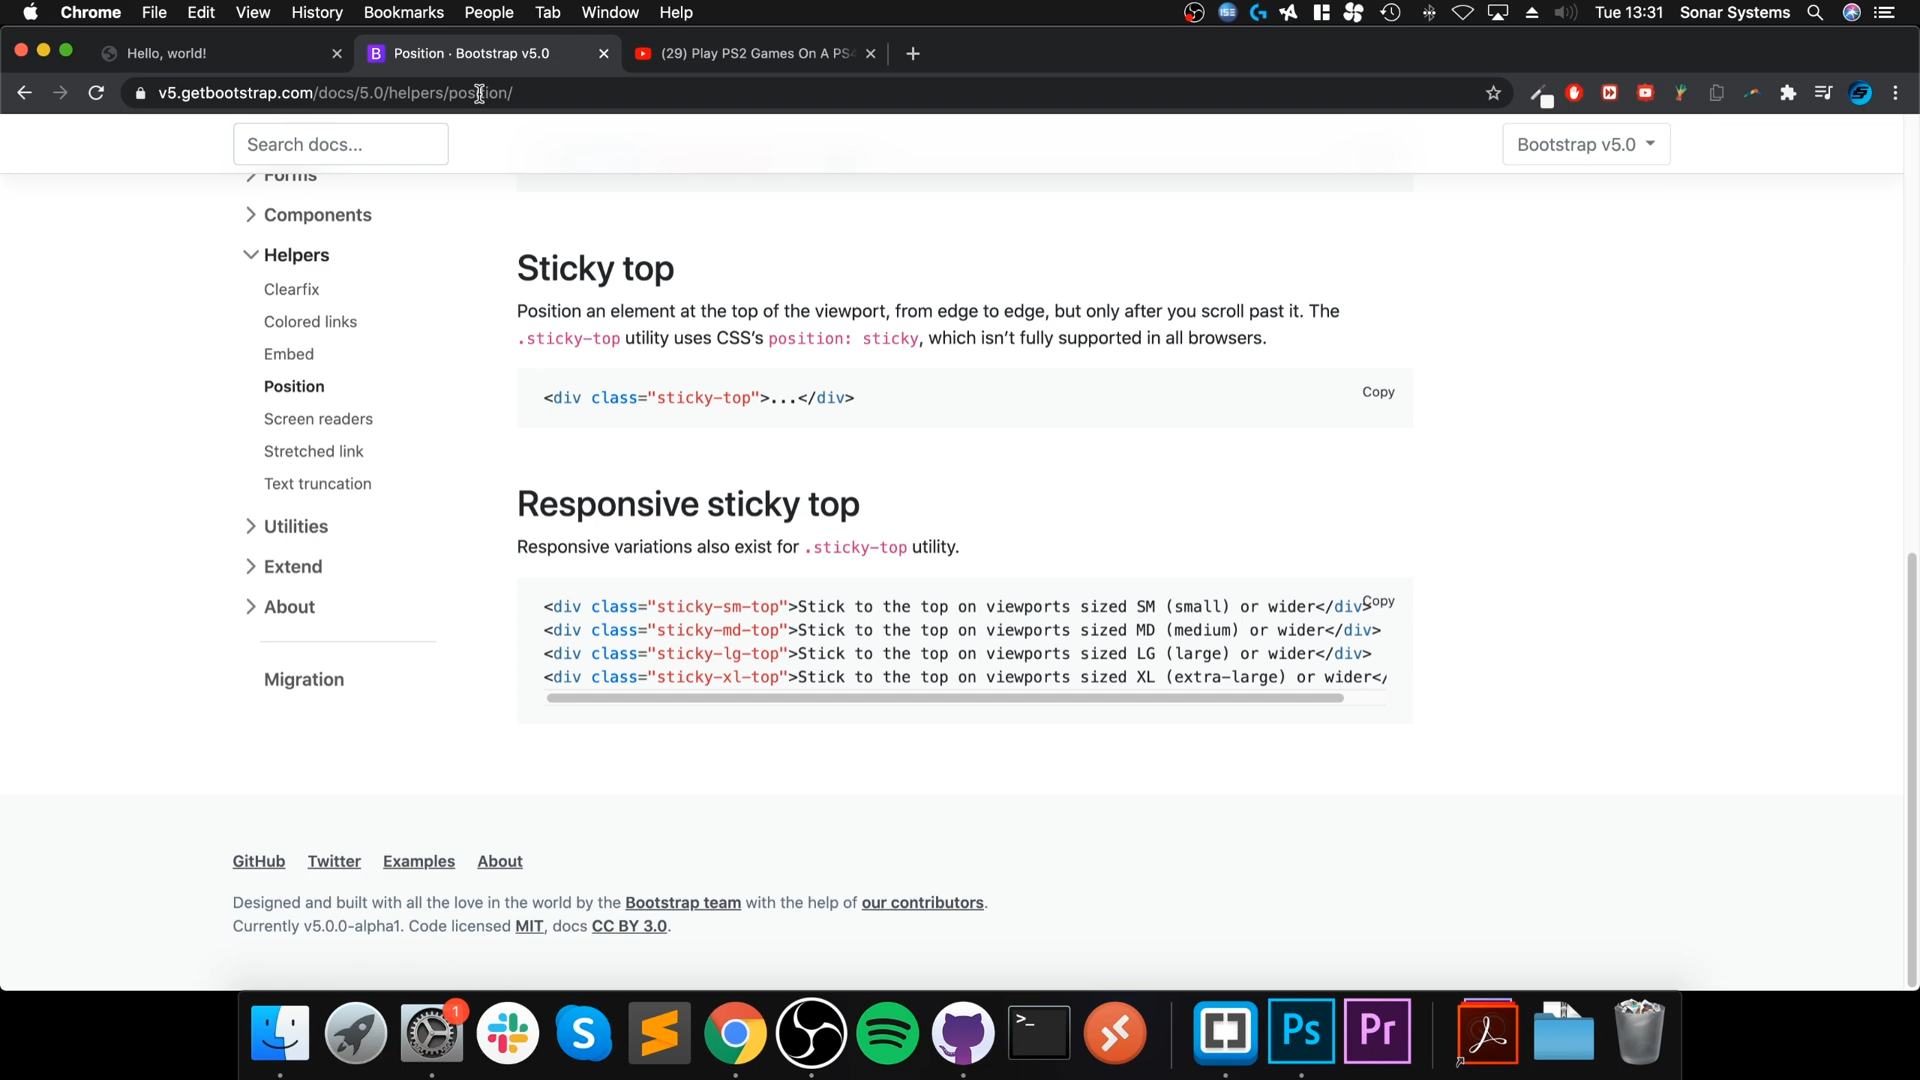 Chrome File Edit View History Bookmarks People Tab Window Help
Tue 13:31 Sonar Systems
Hello, world!
Position · Bootstrap v5.0
(29) Play PS2 Games On A PS4
v5.getbootstrap.com/docs/5.0/helpers/position/
Search docs...
Bootstrap v5.0
Forms
Components
Helpers
Clearfix
Colored links
Embed
Position
Screen readers
Stretched link
Text truncation
Utilities
Extend
About
Migration
Sticky top
Position an element at the top of the viewport, from edge to edge, but only after you scroll past it. The
.sticky-top utility uses CSS’s position: sticky, which isn’t fully supported in all browsers.
Copy
<div class="sticky-top">...</div>
Responsive sticky top
Responsive variations also exist for .sticky-top utility.
Copy
<div class="sticky-sm-top">Stick to the top on viewports sized SM (small) or wider</div>
<div class="sticky-md-top">Stick to the top on viewports sized MD (medium) or wider</div>
<div class="sticky-lg-top">Stick to the top on viewports sized LG (large) or wider</div>
<div class="sticky-xl-top">Stick to the top on viewports sized XL (extra-large) or wider</
GitHub Twitter Examples About
Designed and built with all the love in the world by the Bootstrap team with the help of our contributors.
Currently v5.0.0-alpha1. Code licensed MIT, docs CC BY 3.0.
1
S
>_
Ps
Pr